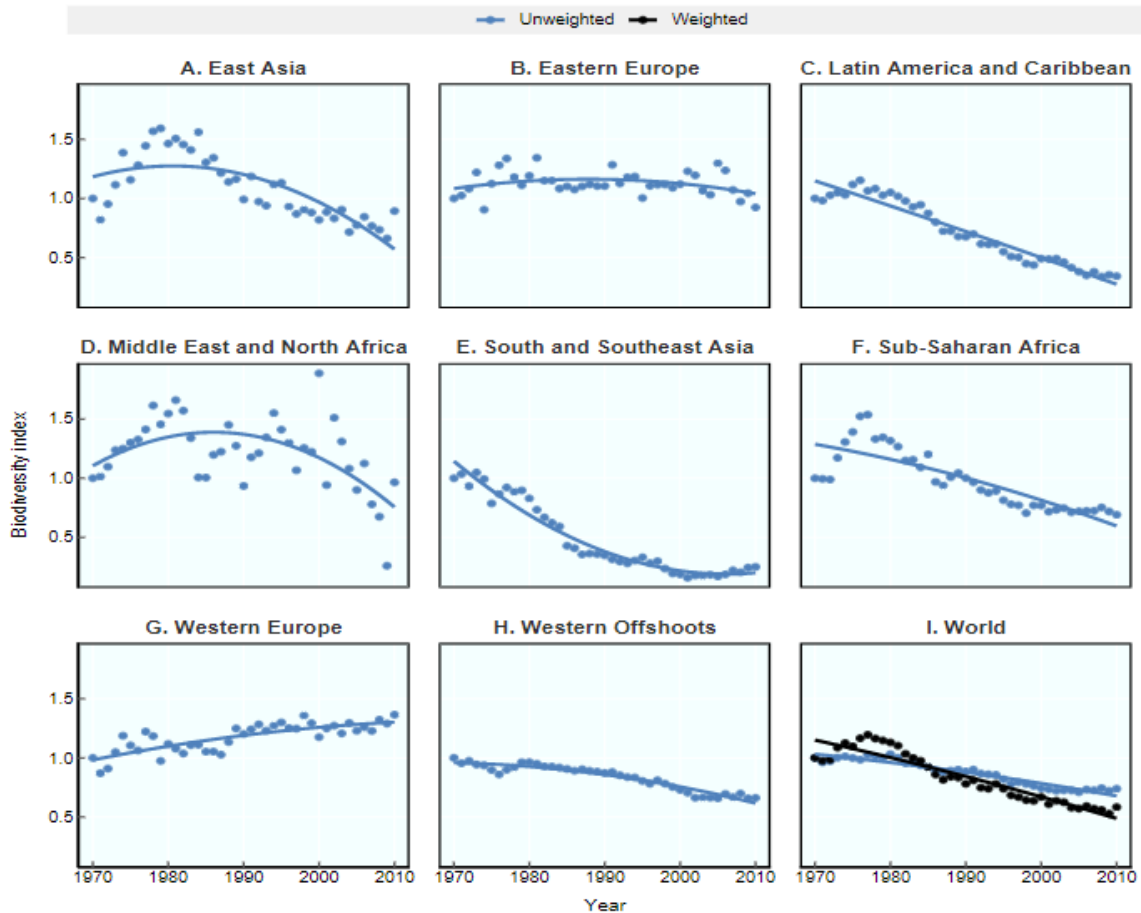 Unweighted Weighted
A. East Asia
B. Eastern Europe
C. Latin America and Caribbean
1.5
1.0
0.5
D. Middle East and North Africa
E. South and Southeast Asia
F. Sub-Saharan Africa
1.5
1.0
0.5
Biodiversity index
G. Western Europe
H. Western Offshoots
I. World
1.5
1.0
0.5
1970 1980 1990 2000 2010
1970 1980 1990 2000 2010
1970 1980 1990 2000 2010
Year